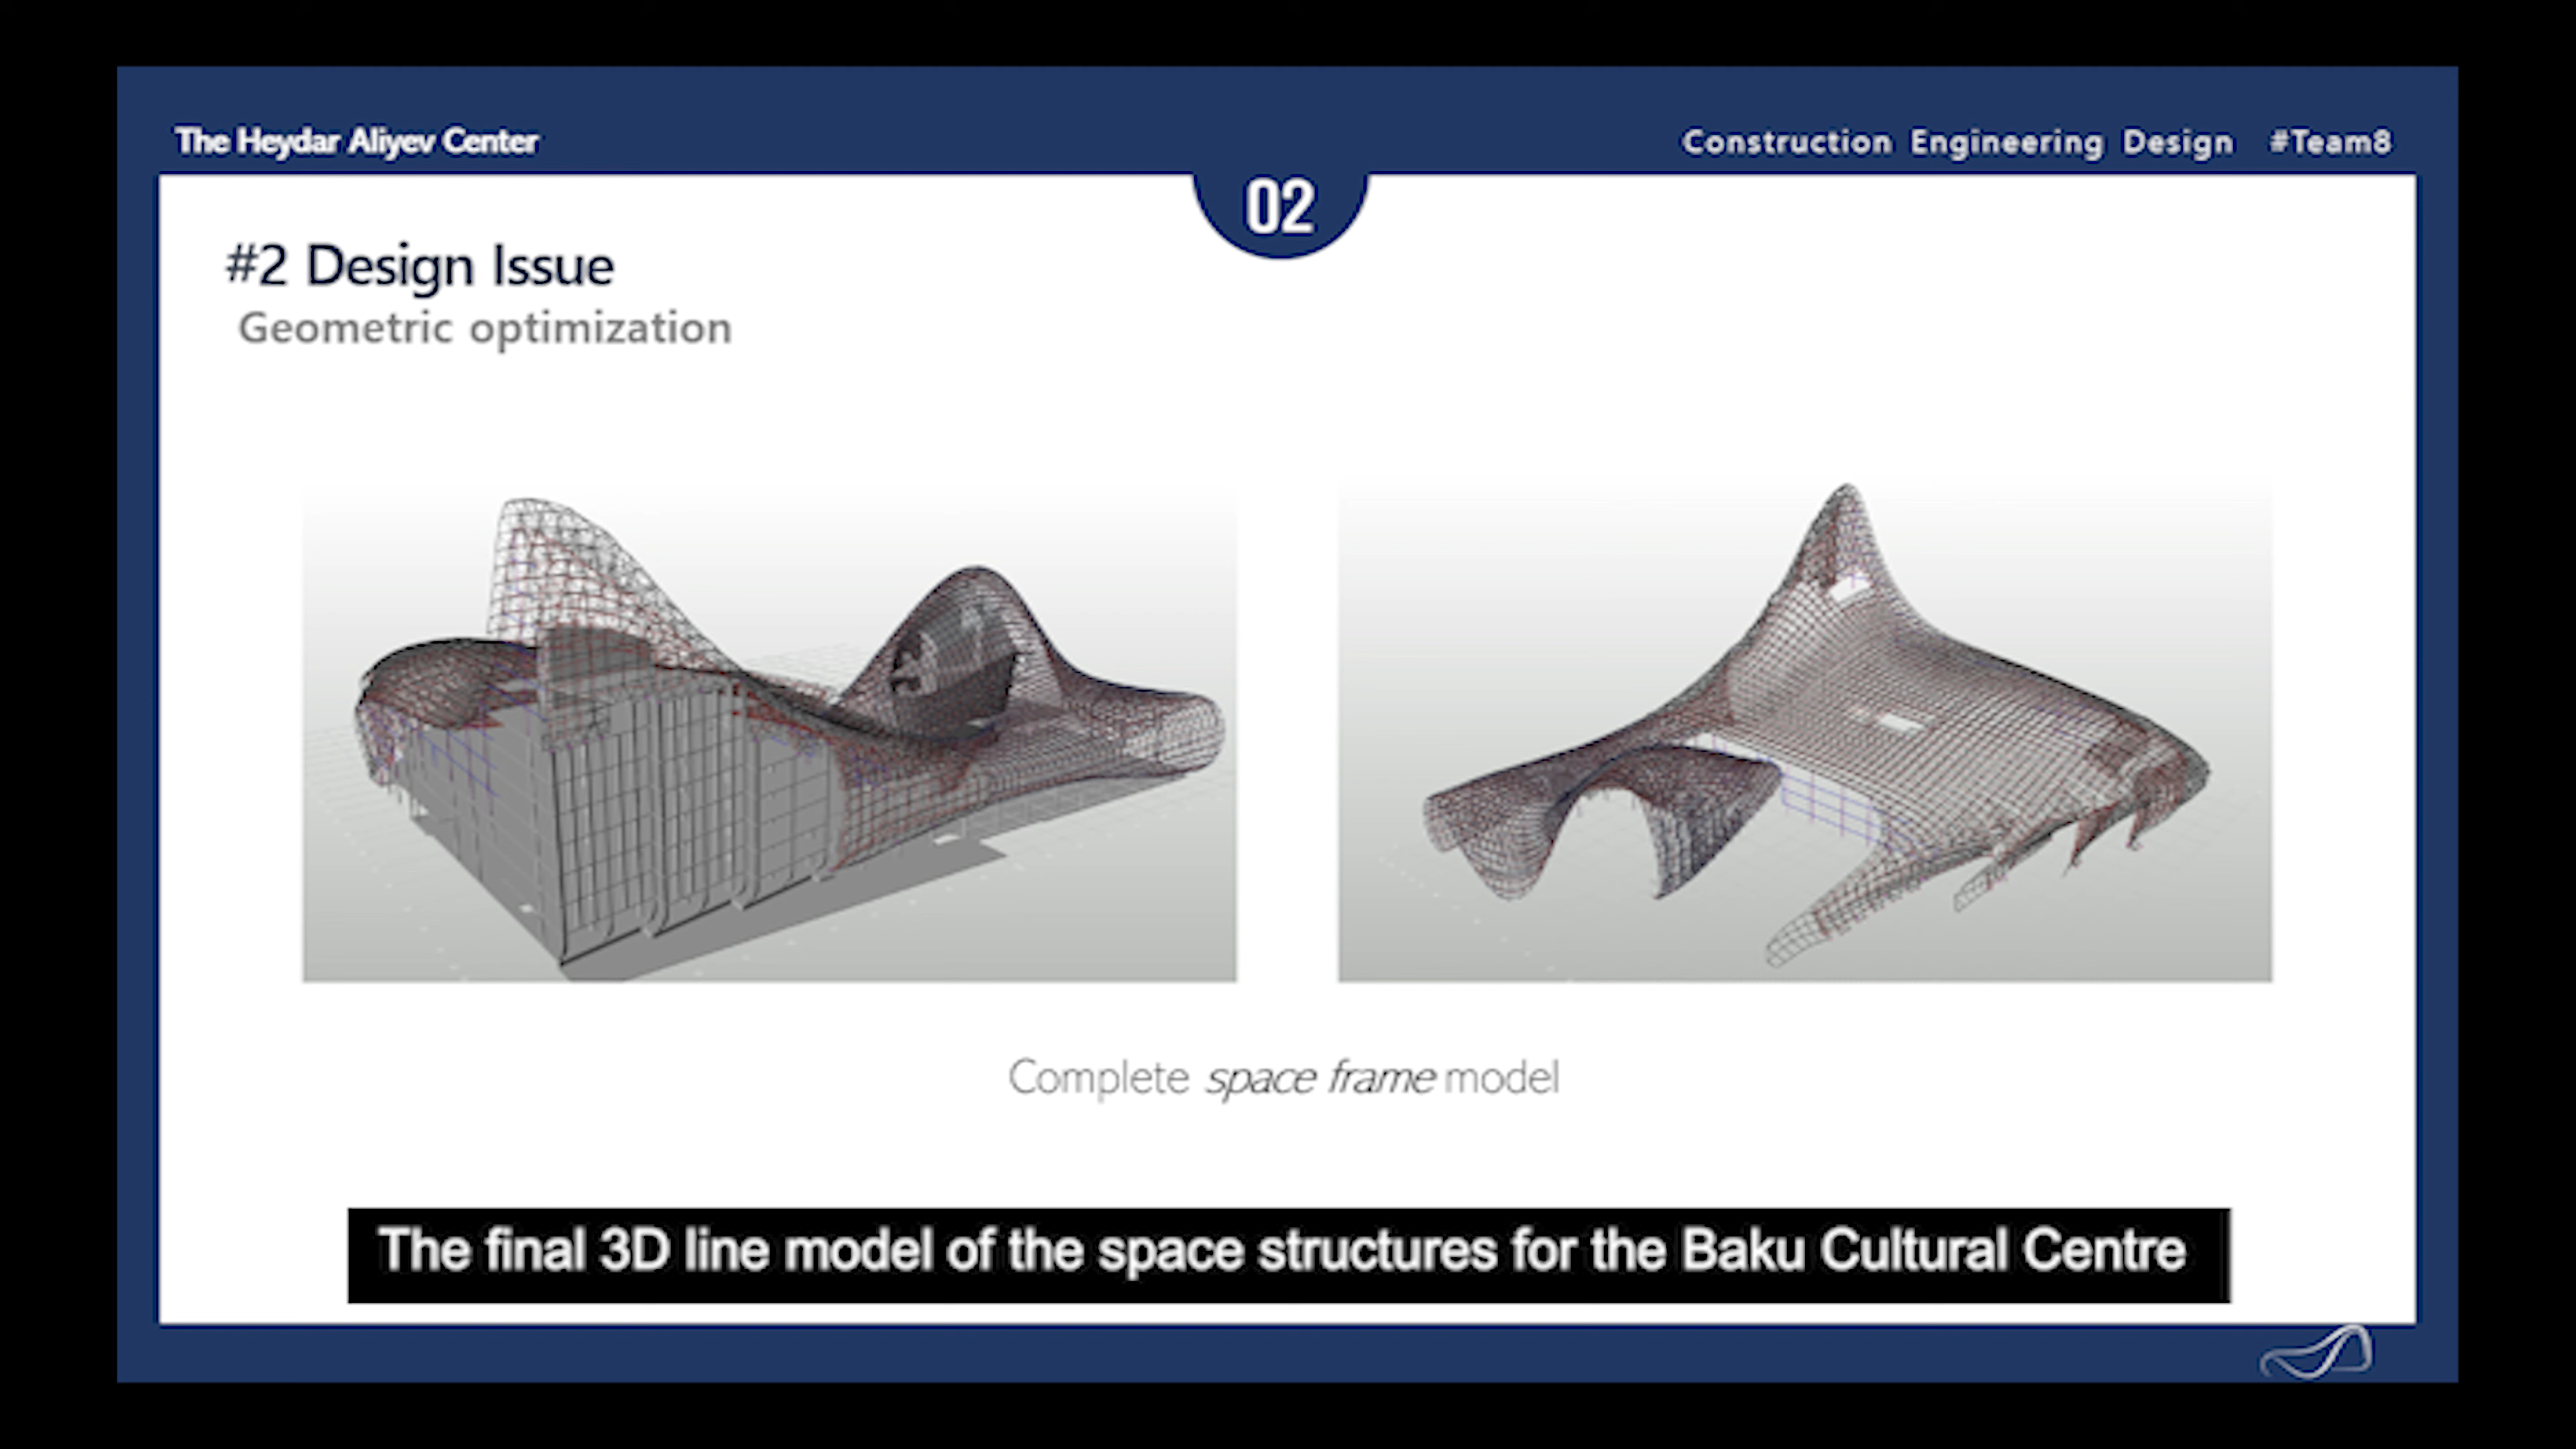 The Heydar Aliyev Center
Construction Engineering Design #Team8
02
#2 Design Issue
Geometric optimization
Complete space frame model
The final 3D line model of the space structures for the Baku Cultural Centre